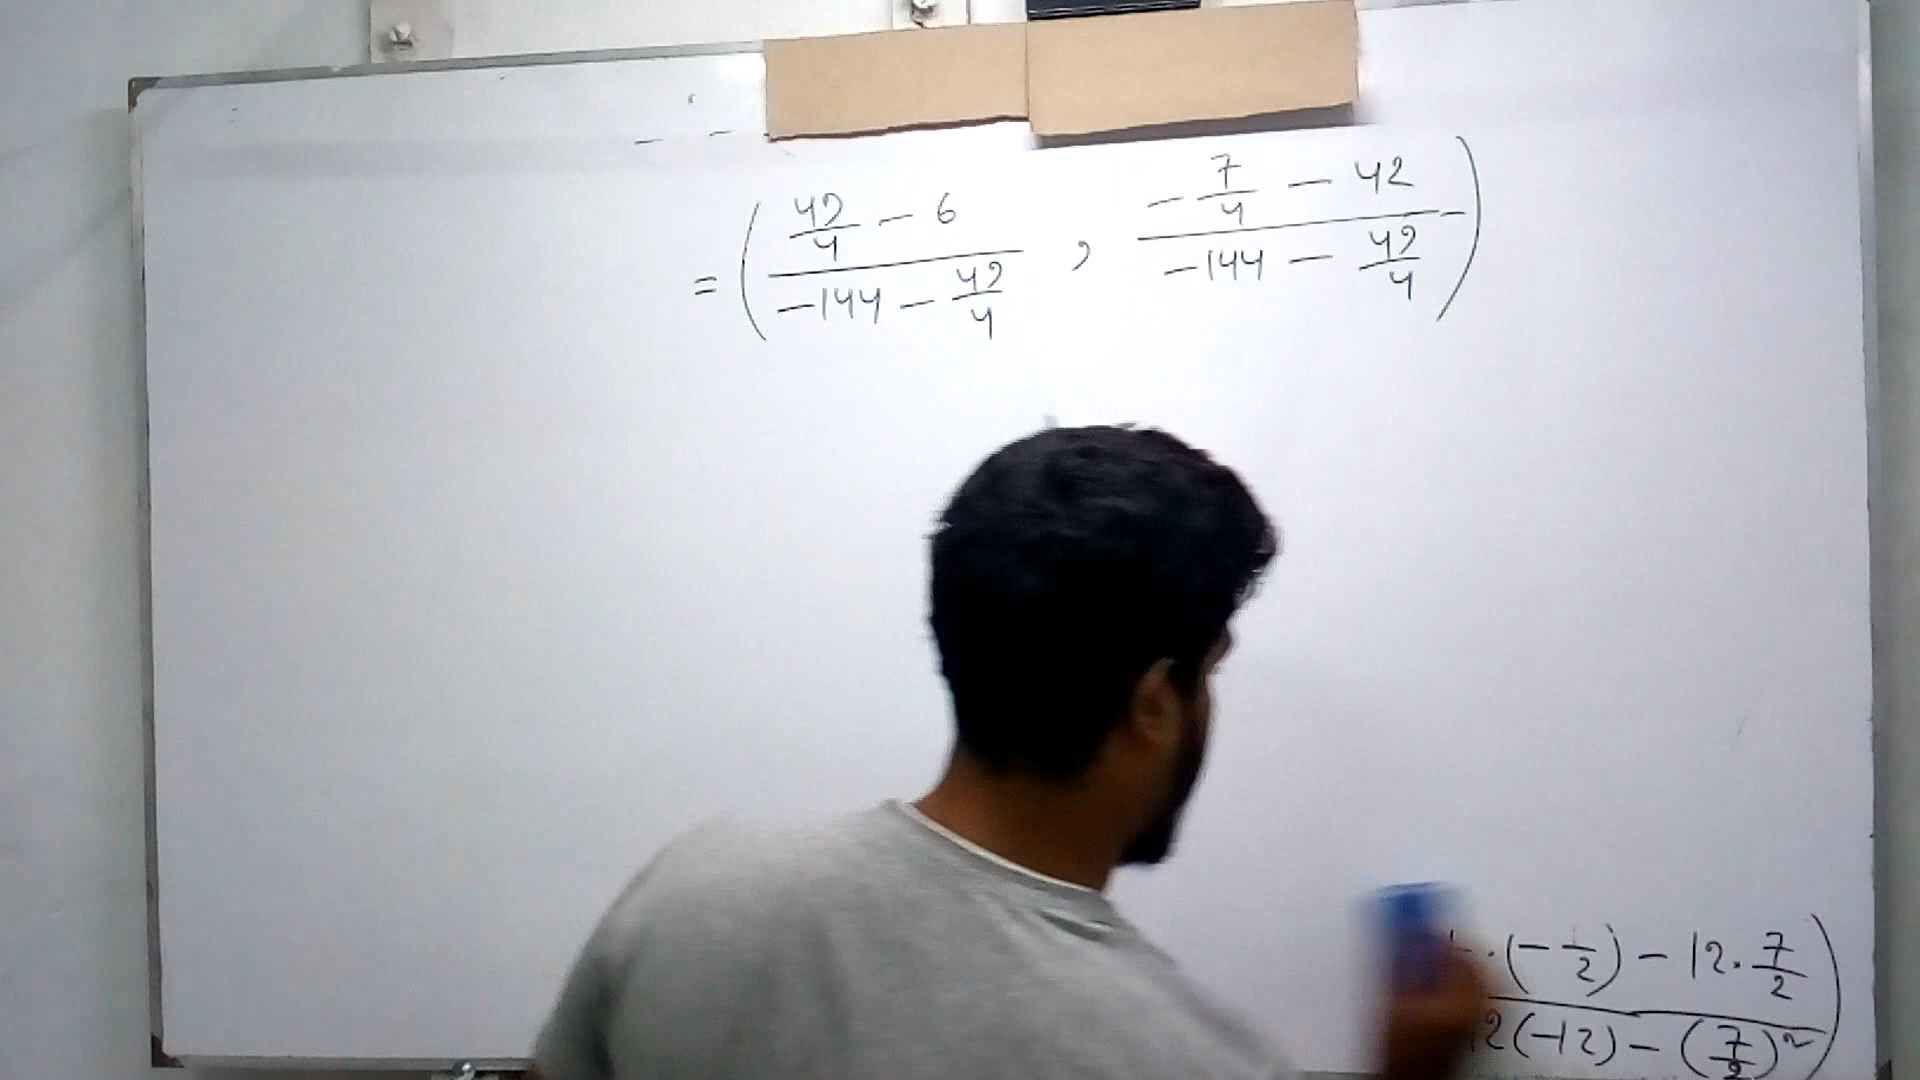 = ( (49/4 - 6) / (-144 - 49/4) , (-7/4 - 42) / (-144 - 49/4) )
·(-1/2) - 12·7/2 )
2(-12) - (7/2)²